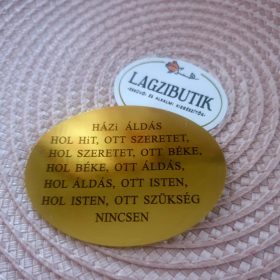 LAGZIBUTIK
HÁZi ÁLDÁS
HOL HiT, OTT SZERETET,
HOL SZERETET, OTT BÉKE,
HOL BÉKE, OTT ÁLDÁS,
HOL ÁLDÁS, OTT ISTEN,
HOL ISTEN, OTT SZÜKSÉG
NINCSEN